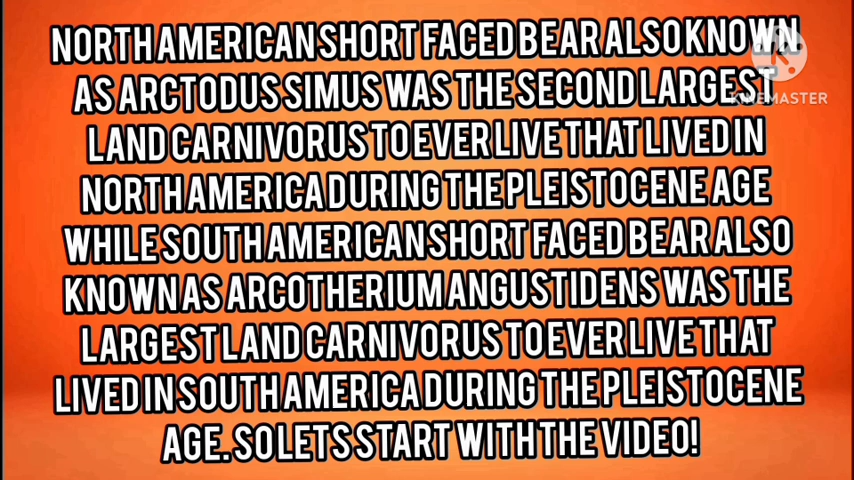 NORTH AMERICAN SHORT FACED BEAR ALSO KNOWN
AS ARCTODUS SIMUS WAS THE SECOND LARGEST
LAND CARNIVORUS TO EVER LIVE THAT LIVED IN
NORTH AMERICA DURING THE PLEISTOCENE AGE
WHILE SOUTH AMERICAN SHORT FACED BEAR ALSO
KNOWN AS ARCOTHERIUM ANGUSTIDENS WAS THE
LARGEST LAND CARNIVORUS TO EVER LIVE THAT
LIVED IN SOUTH AMERICA DURING THE PLEISTOCENE
AGE. SO LETS START WITH THE VIDEO!
KINEMASTER